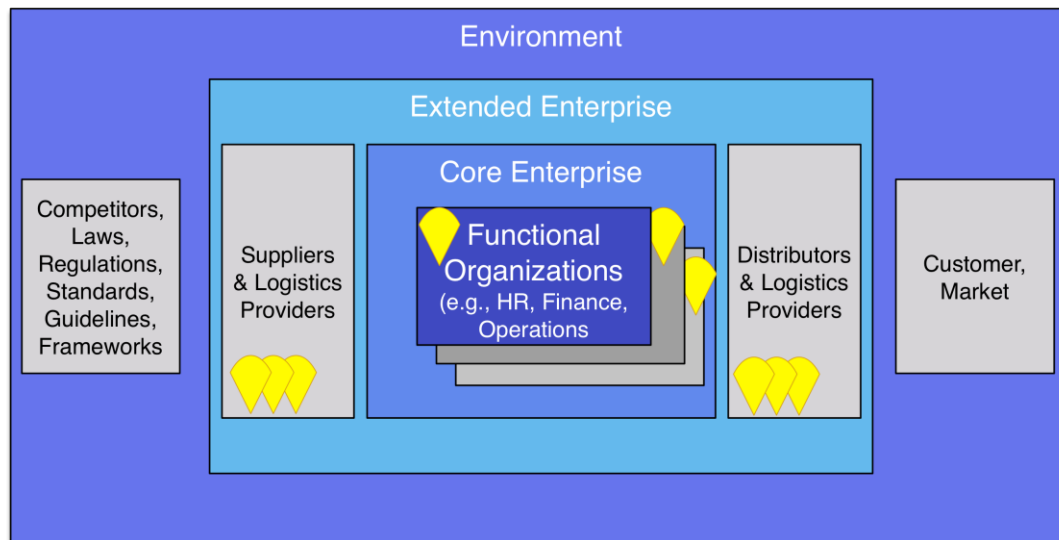 Environment
Extended Enterprise
Core Enterprise
Competitors,
Laws,
Regulations,
Standards,
Guidelines,
Frameworks
Suppliers
& Logistics
Providers
Functional
Organizations
(e.g., HR, Finance,
Operations
Distributors
& Logistics
Providers
Customer,
Market